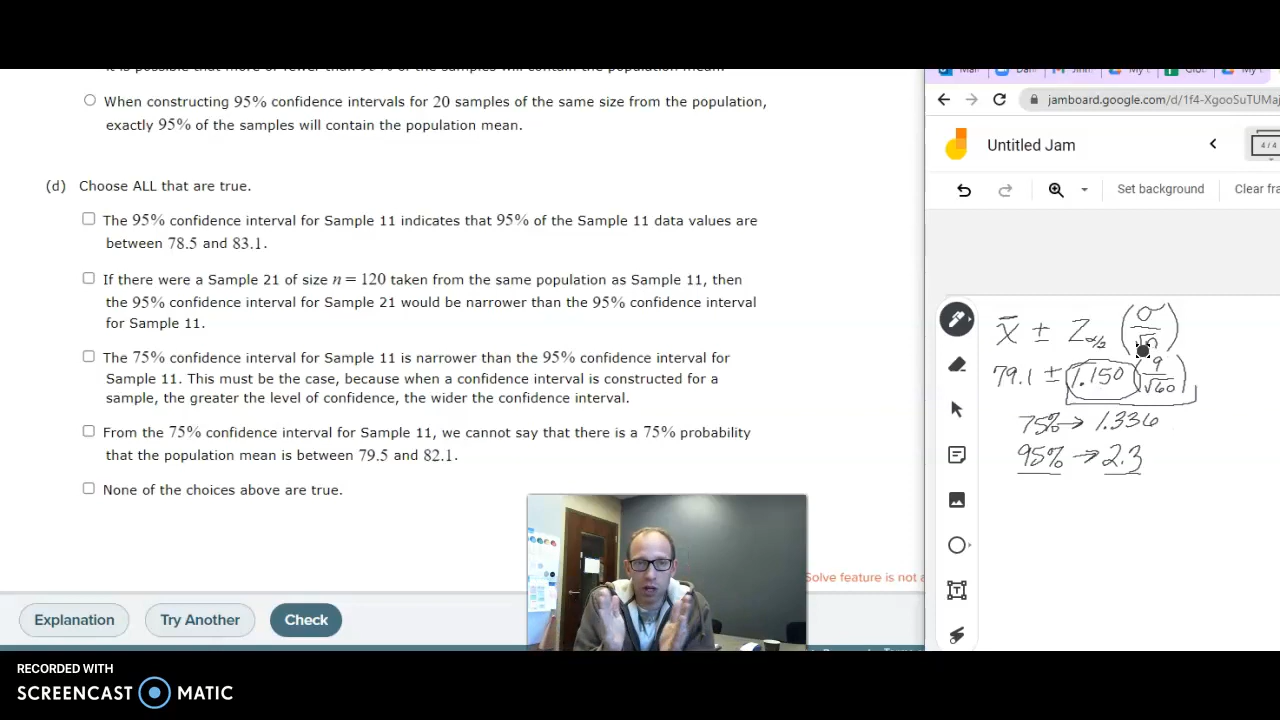 When constructing 95% confidence intervals for 20 samples of the same size from the population,
exactly 95% of the samples will contain the population mean.
(d) Choose ALL that are true.
The 95% confidence interval for Sample 11 indicates that 95% of the Sample 11 data values are
between 78.5 and 83.1.
If there were a Sample 21 of size n = 120 taken from the same population as Sample 11, then
the 95% confidence interval for Sample 21 would be narrower than the 95% confidence interval
for Sample 11.
The 75% confidence interval for Sample 11 is narrower than the 95% confidence interval for
Sample 11. This must be the case, because when a confidence interval is constructed for a
sample, the greater the level of confidence, the wider the confidence interval.
From the 75% confidence interval for Sample 11, we cannot say that there is a 75% probability
that the population mean is between 79.5 and 82.1.
None of the choices above are true.
Solve feature is not a
Explanation
Try Another
Check
jamboard.google.com/d/1f4-XgooSuTUMaj
Untitled Jam
4 / 4
Set background
Clear fra
x̄ ± Z α/2 (σ/√n)
79.1 ± 1.150 (9/√60)
75% → 1.336
95% → 2.3
RECORDED WITH
SCREENCAST MATIC